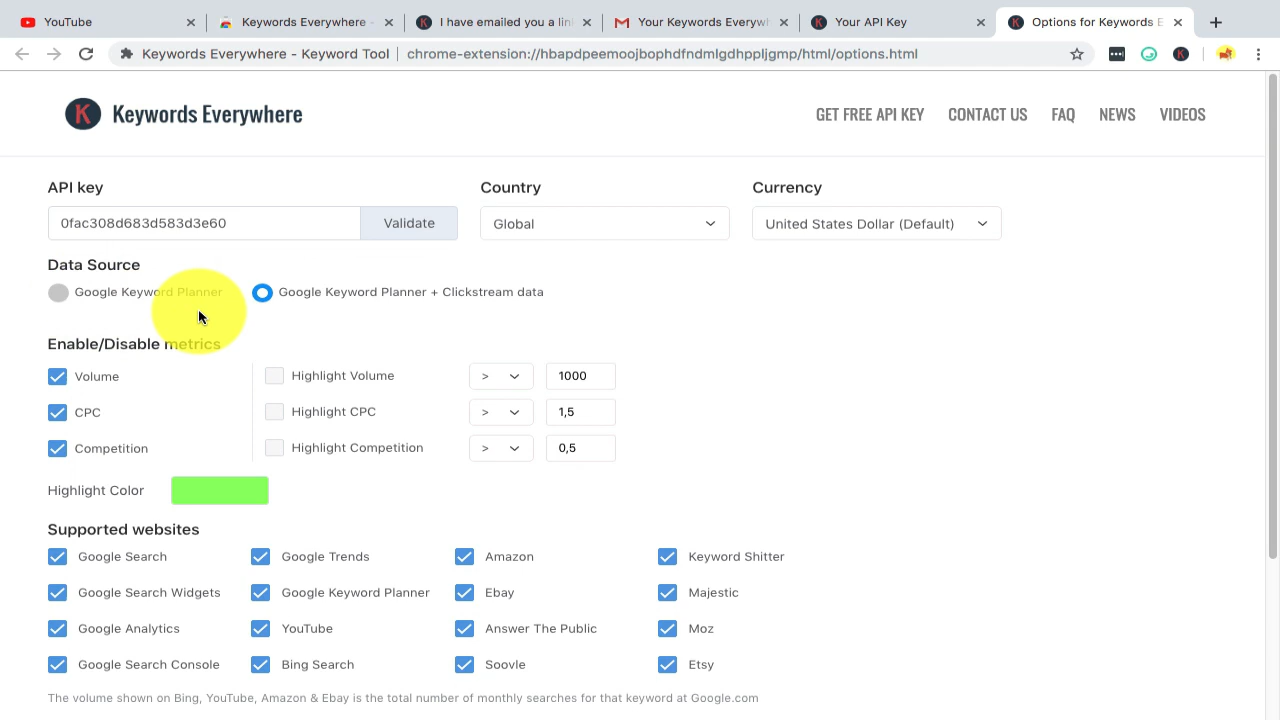 YouTube
Keywords Everywhere -
I have emailed you a lin
Your Keywords Everyw
Your API Key
Options for Keywords E
Keywords Everywhere - Keyword Tool
chrome-extension://hbapdpeemoojbophdfndmlgdhppljgmp/html/options.html
K Keywords Everywhere
GET FREE API KEY CONTACT US FAQ NEWS VIDEOS
API key Country Currency
0fac308d683d583d3e60 Validate Global United States Dollar (Default)
Data Source
Google Keyword Planner Google Keyword Planner + Clickstream data
Enable/Disable metrics
Volume Highlight Volume > 1000
CPC Highlight CPC > 1,5
Competition Highlight Competition > 0,5
Highlight Color
Supported websites
Google Search Google Trends Amazon Keyword Shitter
Google Search Widgets Google Keyword Planner Ebay Majestic
Google Analytics YouTube Answer The Public Moz
Google Search Console Bing Search Soovle Etsy
The volume shown on Bing, YouTube, Amazon & Ebay is the total number of monthly searches for that keyword at Google.com